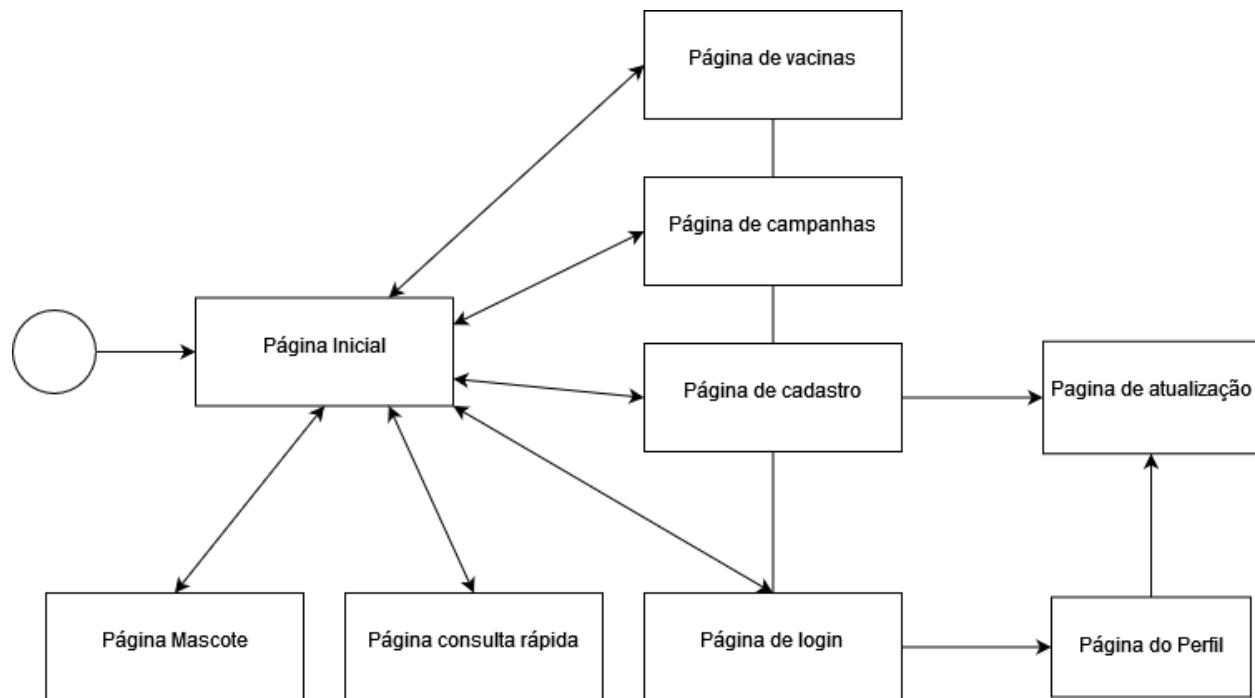 Página de vacinas
Página de campanhas
Página Inicial
Página de cadastro
Pagina de atualização
Página Mascote
Página consulta rápida
Página de login
Página do Perfil